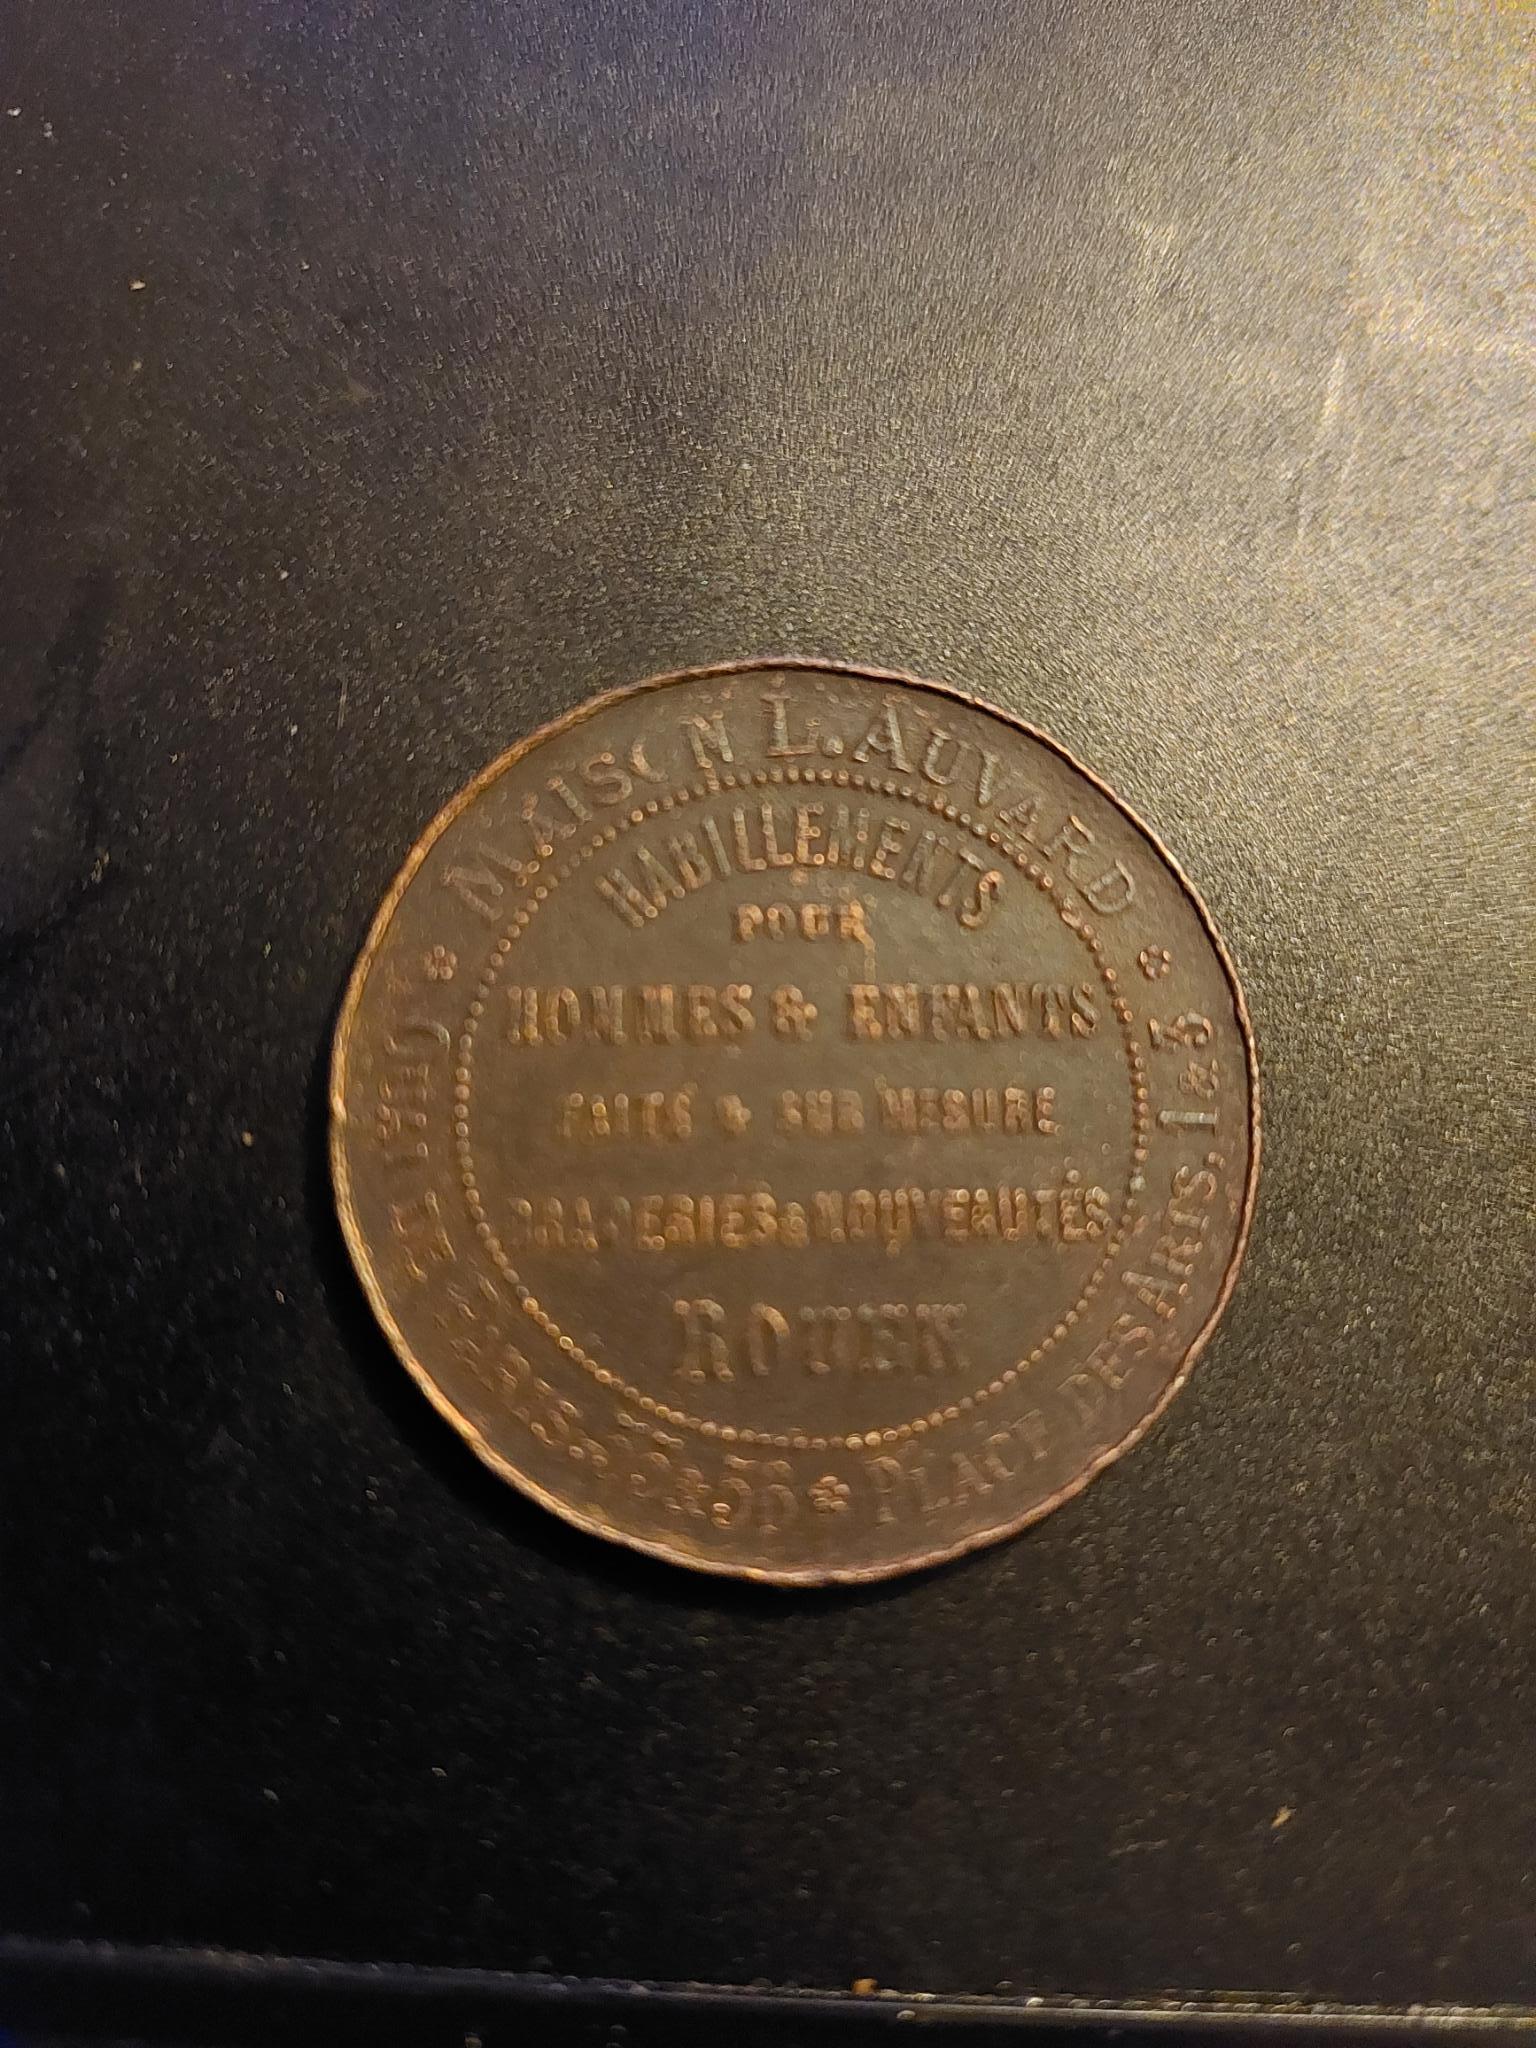 MAISON L. AUVARD
PLACE DES ARTS, 1 & 3
HABILLEMENTS
POUR
HOMMES & ENFANTS
FAITS & SUR MESURE
DRAPERIES & NOUVEAUTÉS
ROUEN